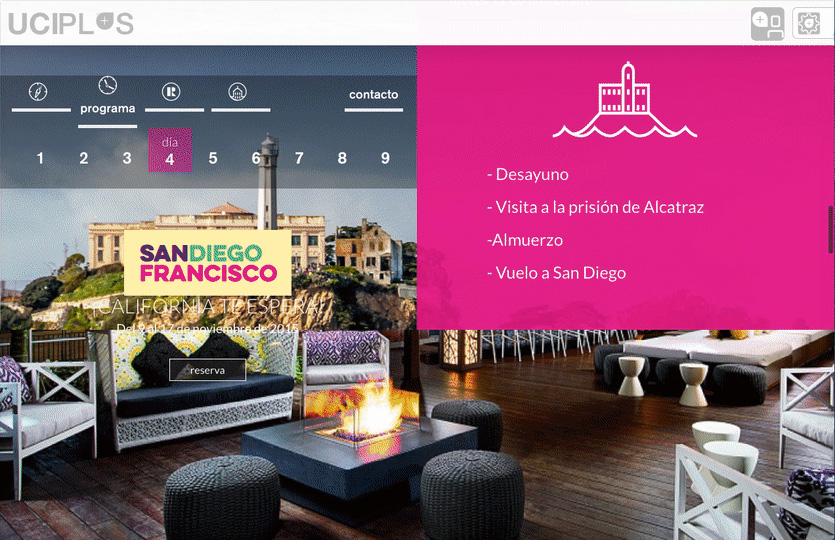 UCIPLUS
programa
contacto
día
1 2 3 4 5 6 7 8 9
SANDIEGO
FRANCISCO
¡CALIFORNIA TE ESPERA!
Del 9 al 17 de noviembre de 2015
reserva
- Desayuno
- Visita a la prisión de Alcatraz
-Almuerzo
- Vuelo a San Diego